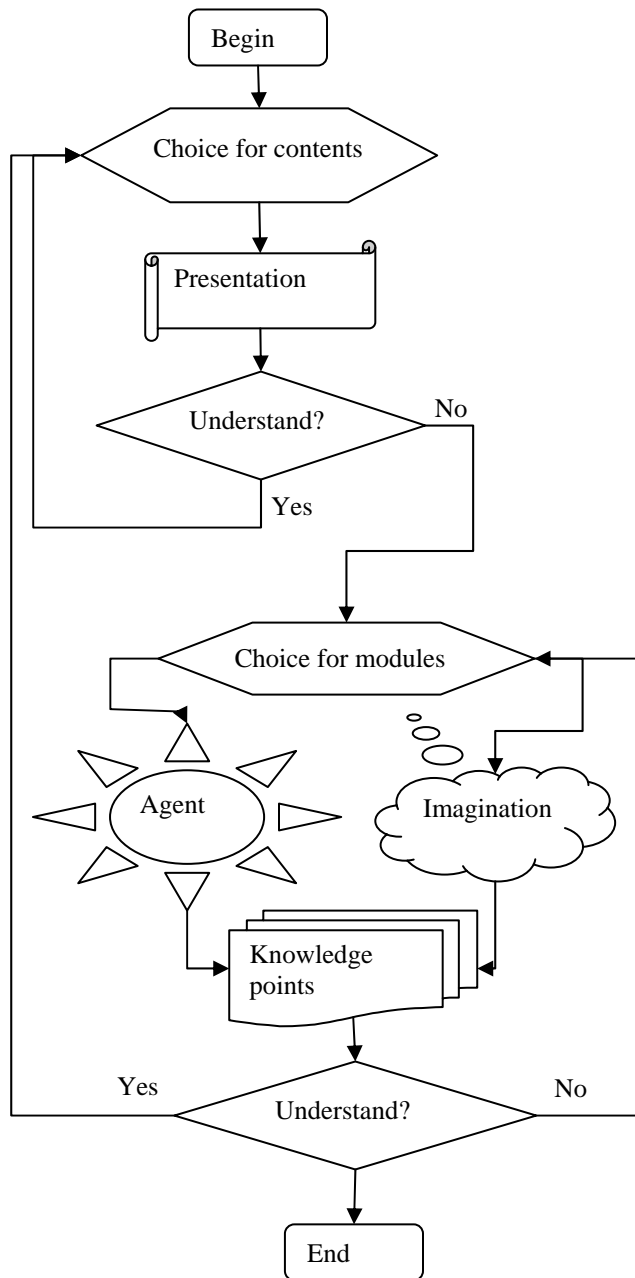 Begin
Choice for contents
Presentation
Understand?
No
Yes
Choice for modules
Agent
Imagination
Knowledge
points
Yes
Understand?
No
End